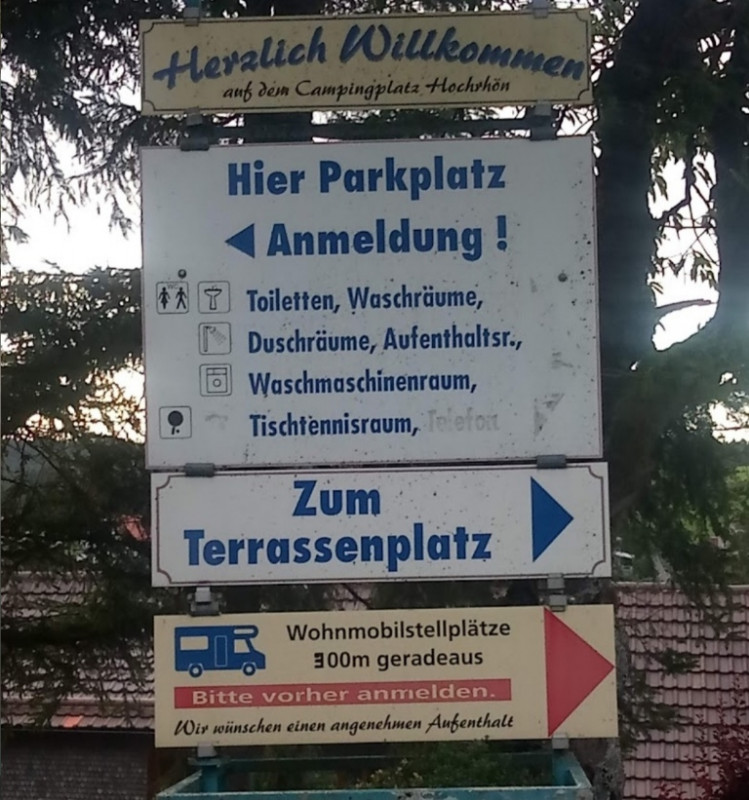 Herzlich Willkommen
auf dem Campingplatz Hochrhön
Hier Parkplatz
Anmeldung !
Toiletten, Waschräume,
Duschräume, Aufenthaltsr.,
Waschmaschinenraum,
Tischtennisraum, Telefon
Zum
Terrassenplatz
Wohnmobilstellplätze
300m geradeaus
Bitte vorher anmelden.
Wir wünschen einen angenehmen Aufenthalt